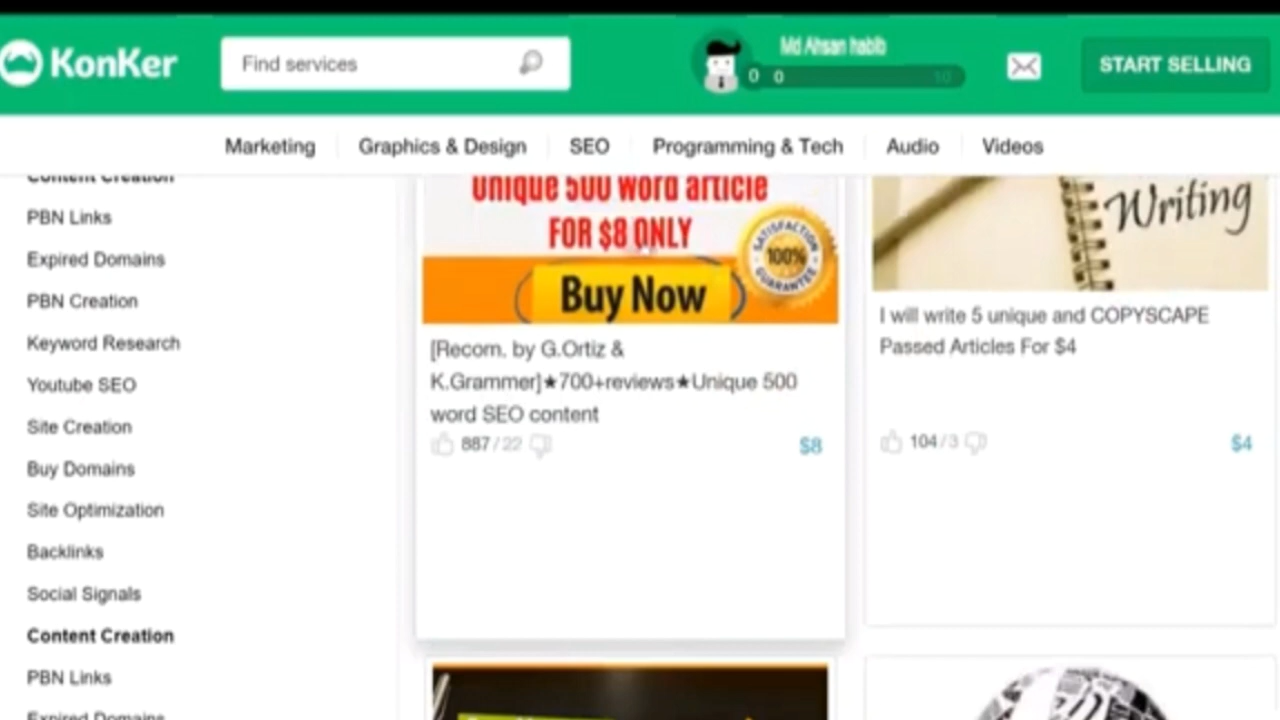 KonKer
Find services
Md Ahsan habib
0 0 10
START SELLING
Marketing
Graphics & Design
SEO
Programming & Tech
Audio
Videos
Content Creation
PBN Links
Expired Domains
PBN Creation
Keyword Research
Youtube SEO
Site Creation
Buy Domains
Site Optimization
Backlinks
Social Signals
Content Creation
PBN Links
Expired Domains
Unique 500 word article
FOR $8 ONLY
SATISFACTION
100%
GUARANTEE
Buy Now
[Recom. by G.Ortiz &
K.Grammer]★700+reviews★Unique 500
word SEO content
887/22
$8
Writing
I will write 5 unique and COPYSCAPE
Passed Articles For $4
104/3
$4